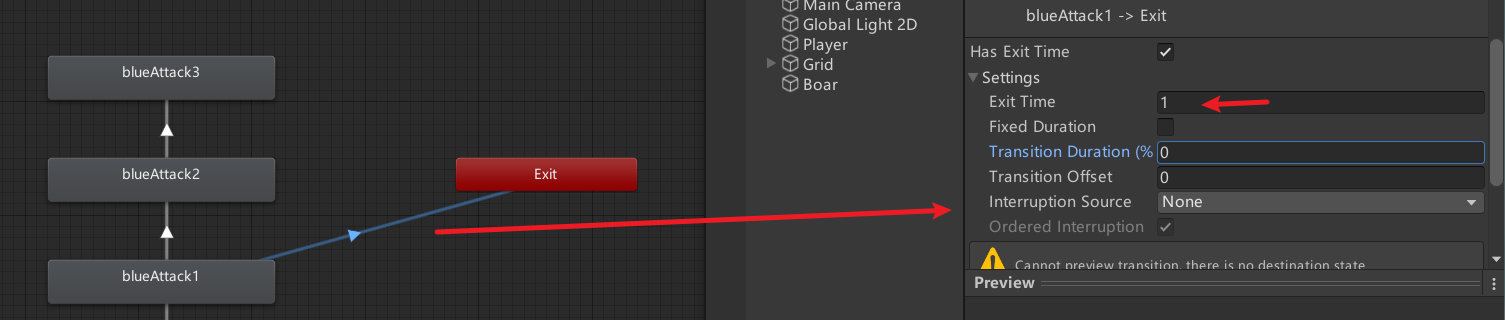 blueAttack3
blueAttack2
Exit
blueAttack1
Main Camera
Global Light 2D
Player
Grid
Boar
blueAttack1 -> Exit
Has Exit Time
Settings
Exit Time 1
Fixed Duration
Transition Duration (% 0
Transition Offset 0
Interruption Source None
Ordered Interruption
Cannot preview transition, there is no destination state
Preview